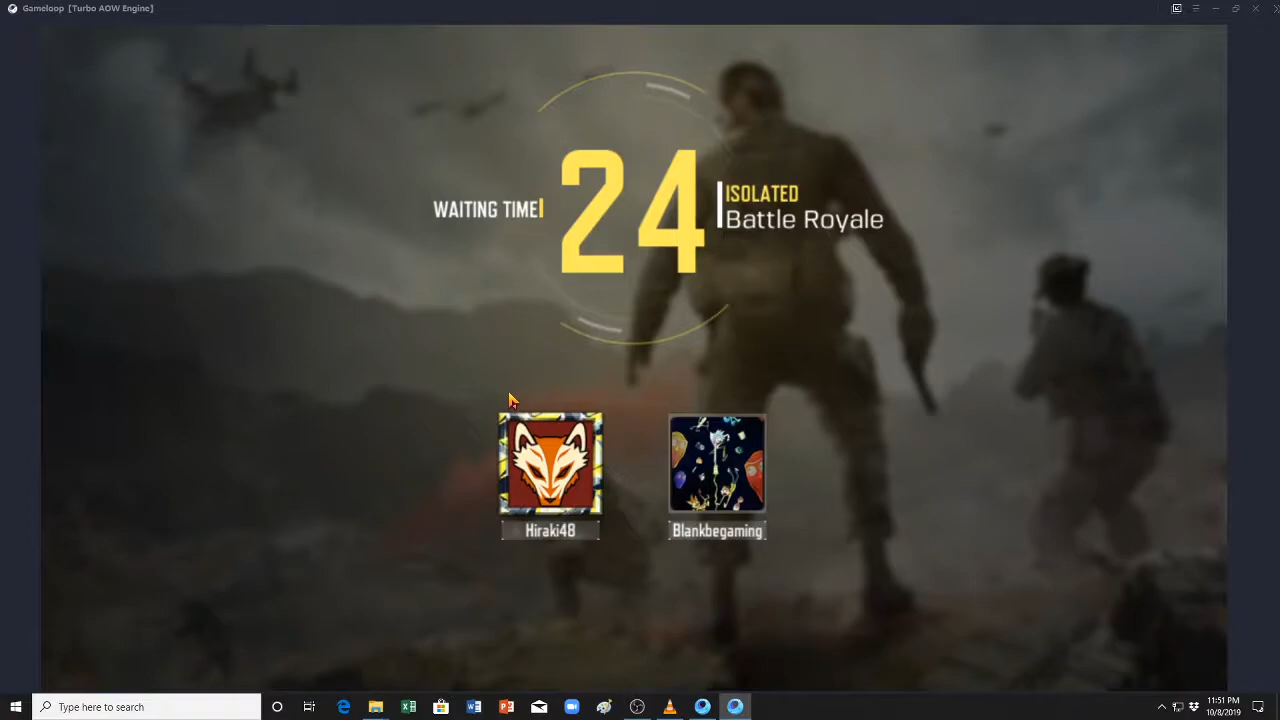 Gameloop [Turbo AOW Engine]
WAITING TIME
24
ISOLATED
Battle Royale
Hiraki48
Blankbegaming
Type here to search
11:51 PM
10/8/2019